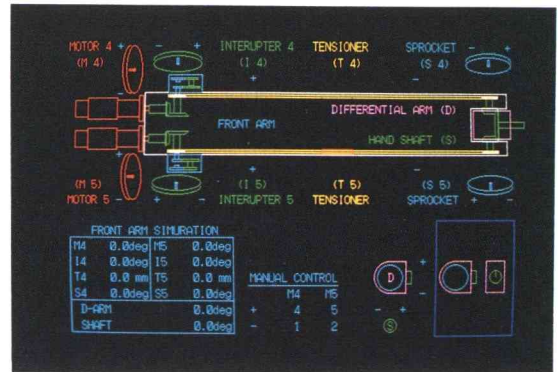 MOTOR 4 + - + INTERUPTER 4 TENSIONER SPROCKET - +
(M 4) (I 4) (T 4) (S 4)
- + -
DIFFERENTIAL ARM (D)
FRONT ARM
HAND SHAFT (S)
+ - +
(M 5) (I 5) (T 5) (S 5)
MOTOR 5 - + INTERUPTER 5 TENSIONER SPROCKET - +
FRONT ARM SIMURATION
M4 0.0deg M5 0.0deg
I4 0.0deg I5 0.0deg
T4 0.0 mm T5 0.0 mm
S4 0.0deg S5 0.0deg
D-ARM 0.0deg
SHAFT 0.0deg
MANUAL CONTROL
M4 M5
+ 4 5
- 1 2
D + -
- +
S